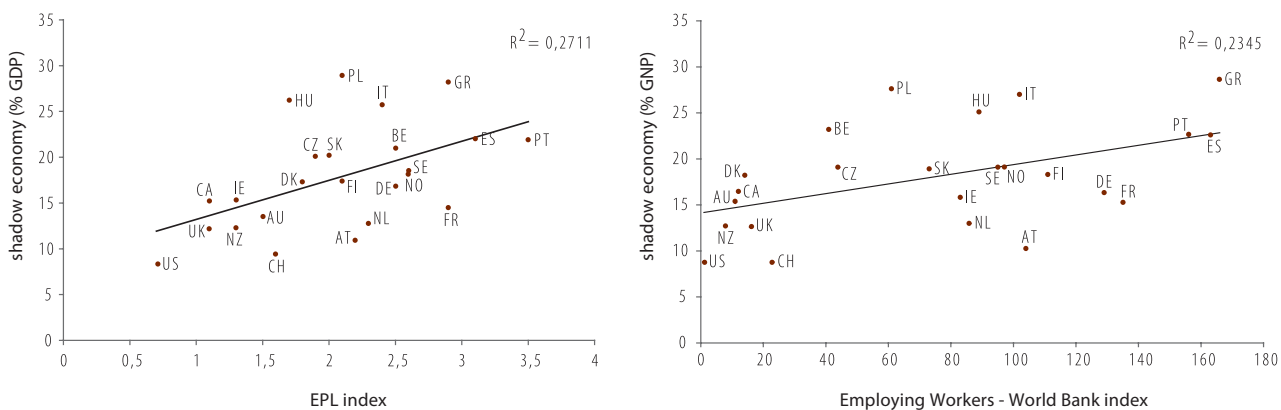 35
30
25
20
15
10
5
0
shadow economy (% GDP)
R2 = 0,2711
PL
GR
IT
HU
BE
ES
PT
CZ
SK
SE
DK
FI
DE
NO
CA
IE
AU
NL
FR
UK
NZ
AT
US
CH
0
0,5
1
1,5
2
2,5
3
3,5
4
EPL index
35
30
25
20
15
10
5
0
shadow economy (% GNP)
R2 = 0,2345
GR
PL
IT
HU
BE
PT
ES
DK
CZ
SK
SE
NO
FI
AU
CA
IE
DE
FR
NZ
UK
NL
AT
US
CH
0
20
40
60
80
100
120
140
160
180
Employing Workers - World Bank index